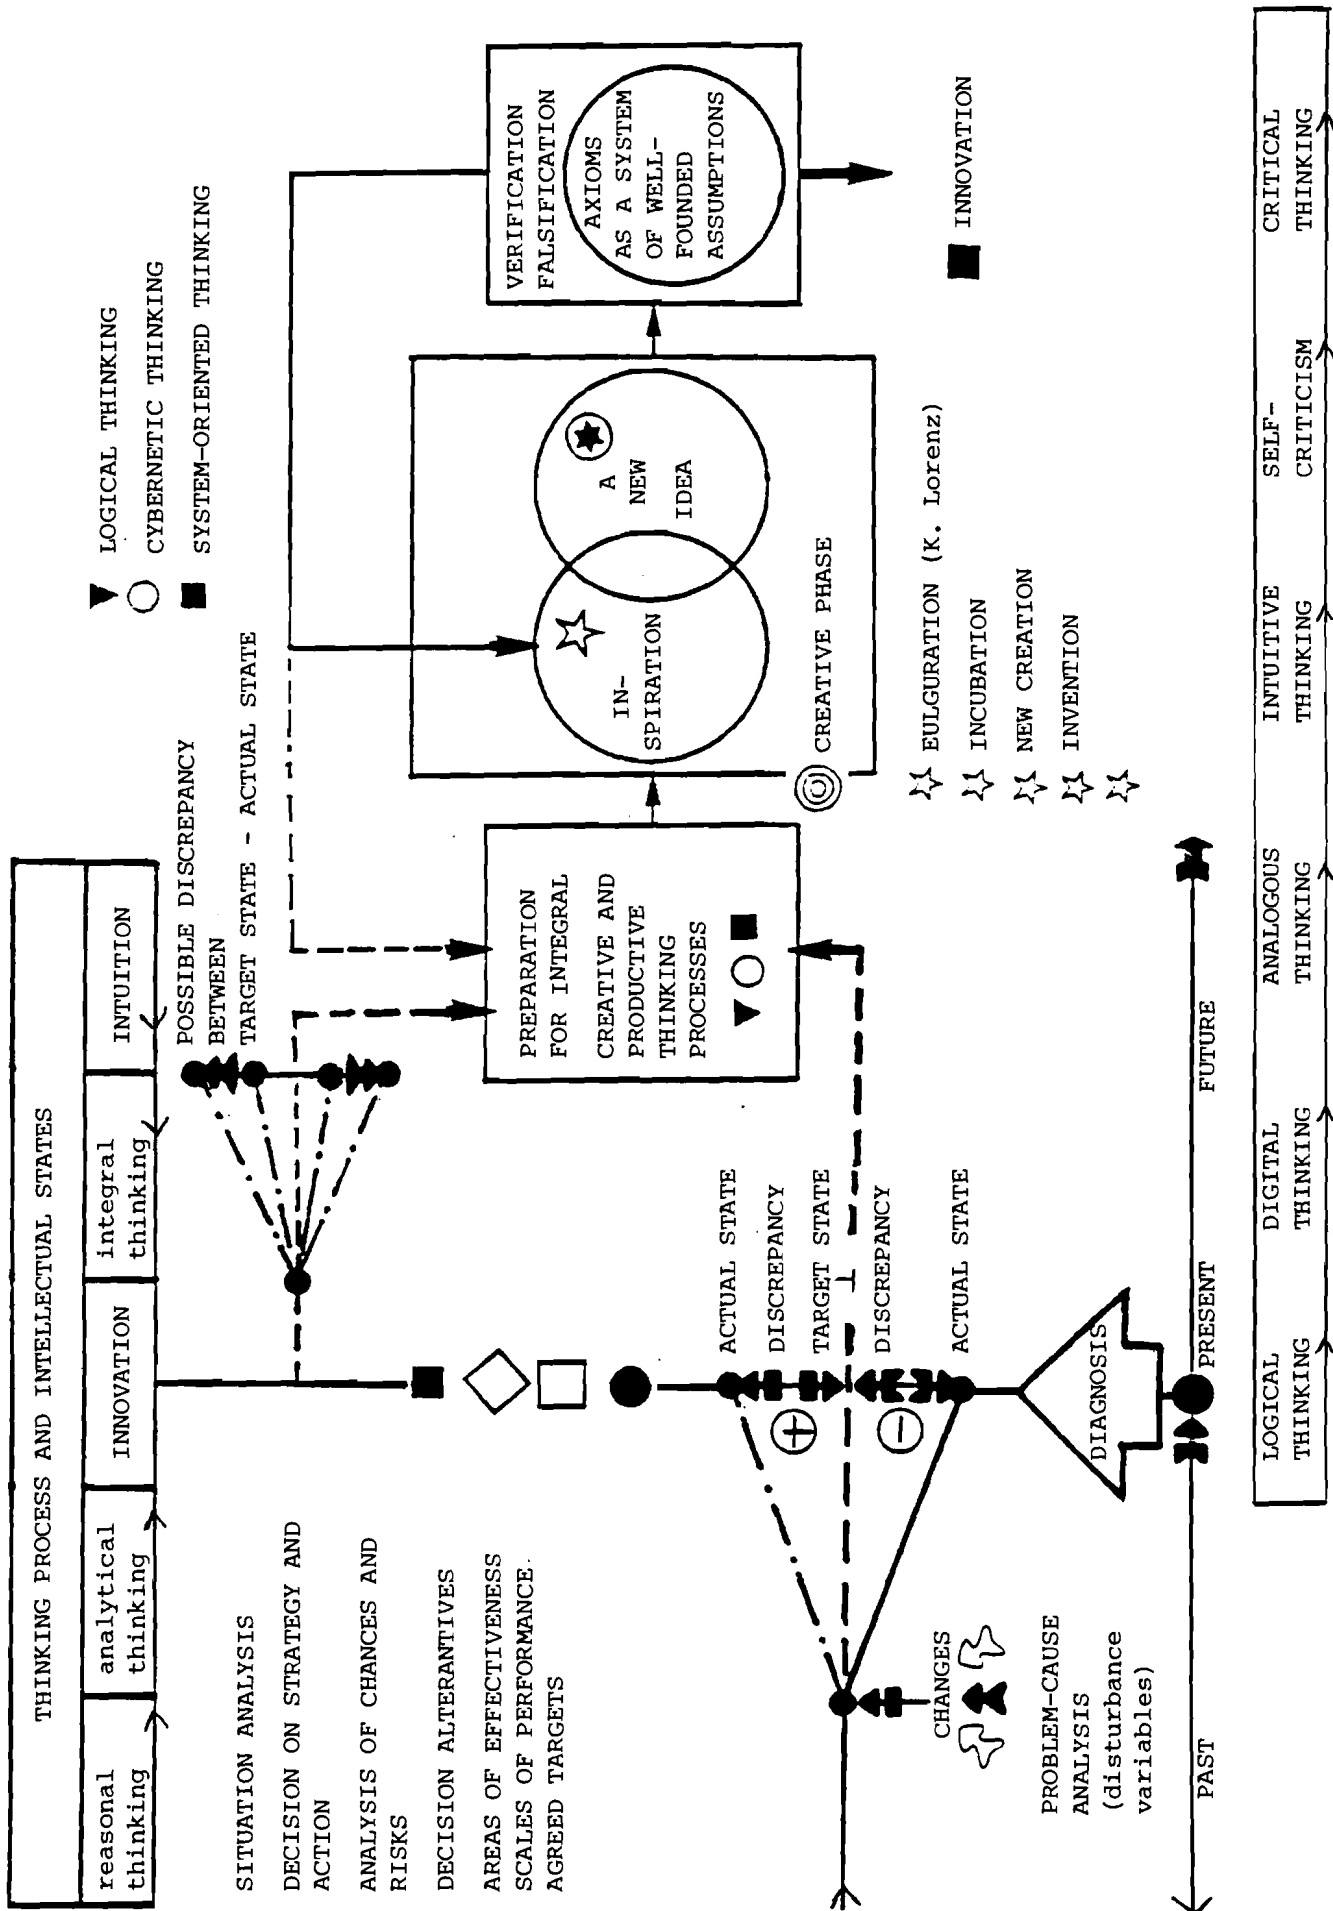 THINKING PROCESS AND INTELLECTUAL STATES
reasonal
thinking
analytical
thinking
INNOVATION
integral
thinking
INTUITION
SITUATION ANALYSIS
DECISION ON STRATEGY AND
ACTION
ANALYSIS OF CHANCES AND
RISKS
DECISION ALTERANTIVES
AREAS OF EFFECTIVENESS
SCALES OF PERFORMANCE.
AGREED TARGETS
POSSIBLE DISCREPANCY
BETWEEN
TARGET STATE - ACTUAL STATE
LOGICAL THINKING
CYBERNETIC THINKING
SYSTEM-ORIENTED THINKING
PREPARATION
FOR INTEGRAL
CREATIVE AND
PRODUCTIVE
THINKING
PROCESSES
IN-
SPIRATION
A
NEW
IDEA
CREATIVE PHASE
EULGURATION (K. Lorenz)
INCUBATION
NEW CREATION
INVENTION
VERIFICATION
FALSIFICATION
AXIOMS
AS A SYSTEM
OF WELL-
FOUNDED
ASSUMPTIONS
INNOVATION
ACTUAL STATE
DISCREPANCY
TARGET STATE
DISCREPANCY
ACTUAL STATE
+
-
DIAGNOSIS
CHANGES
PROBLEM-CAUSE
ANALYSIS
(disturbance
variables)
PAST
PRESENT
FUTURE
LOGICAL
THINKING
DIGITAL
THINKING
ANALOGOUS
THINKING
INTUITIVE
THINKING
SELF-
CRITICISM
CRITICAL
THINKING